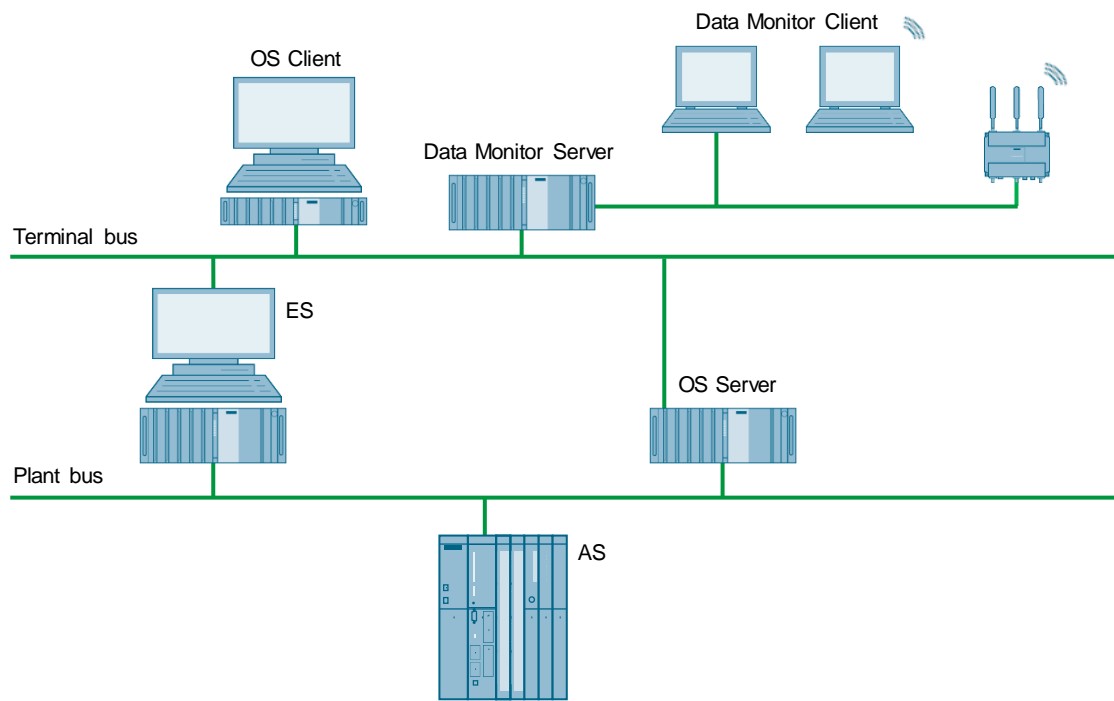 Data Monitor Client
OS Client
Data Monitor Server
Terminal bus
ES
OS Server
Plant bus
AS